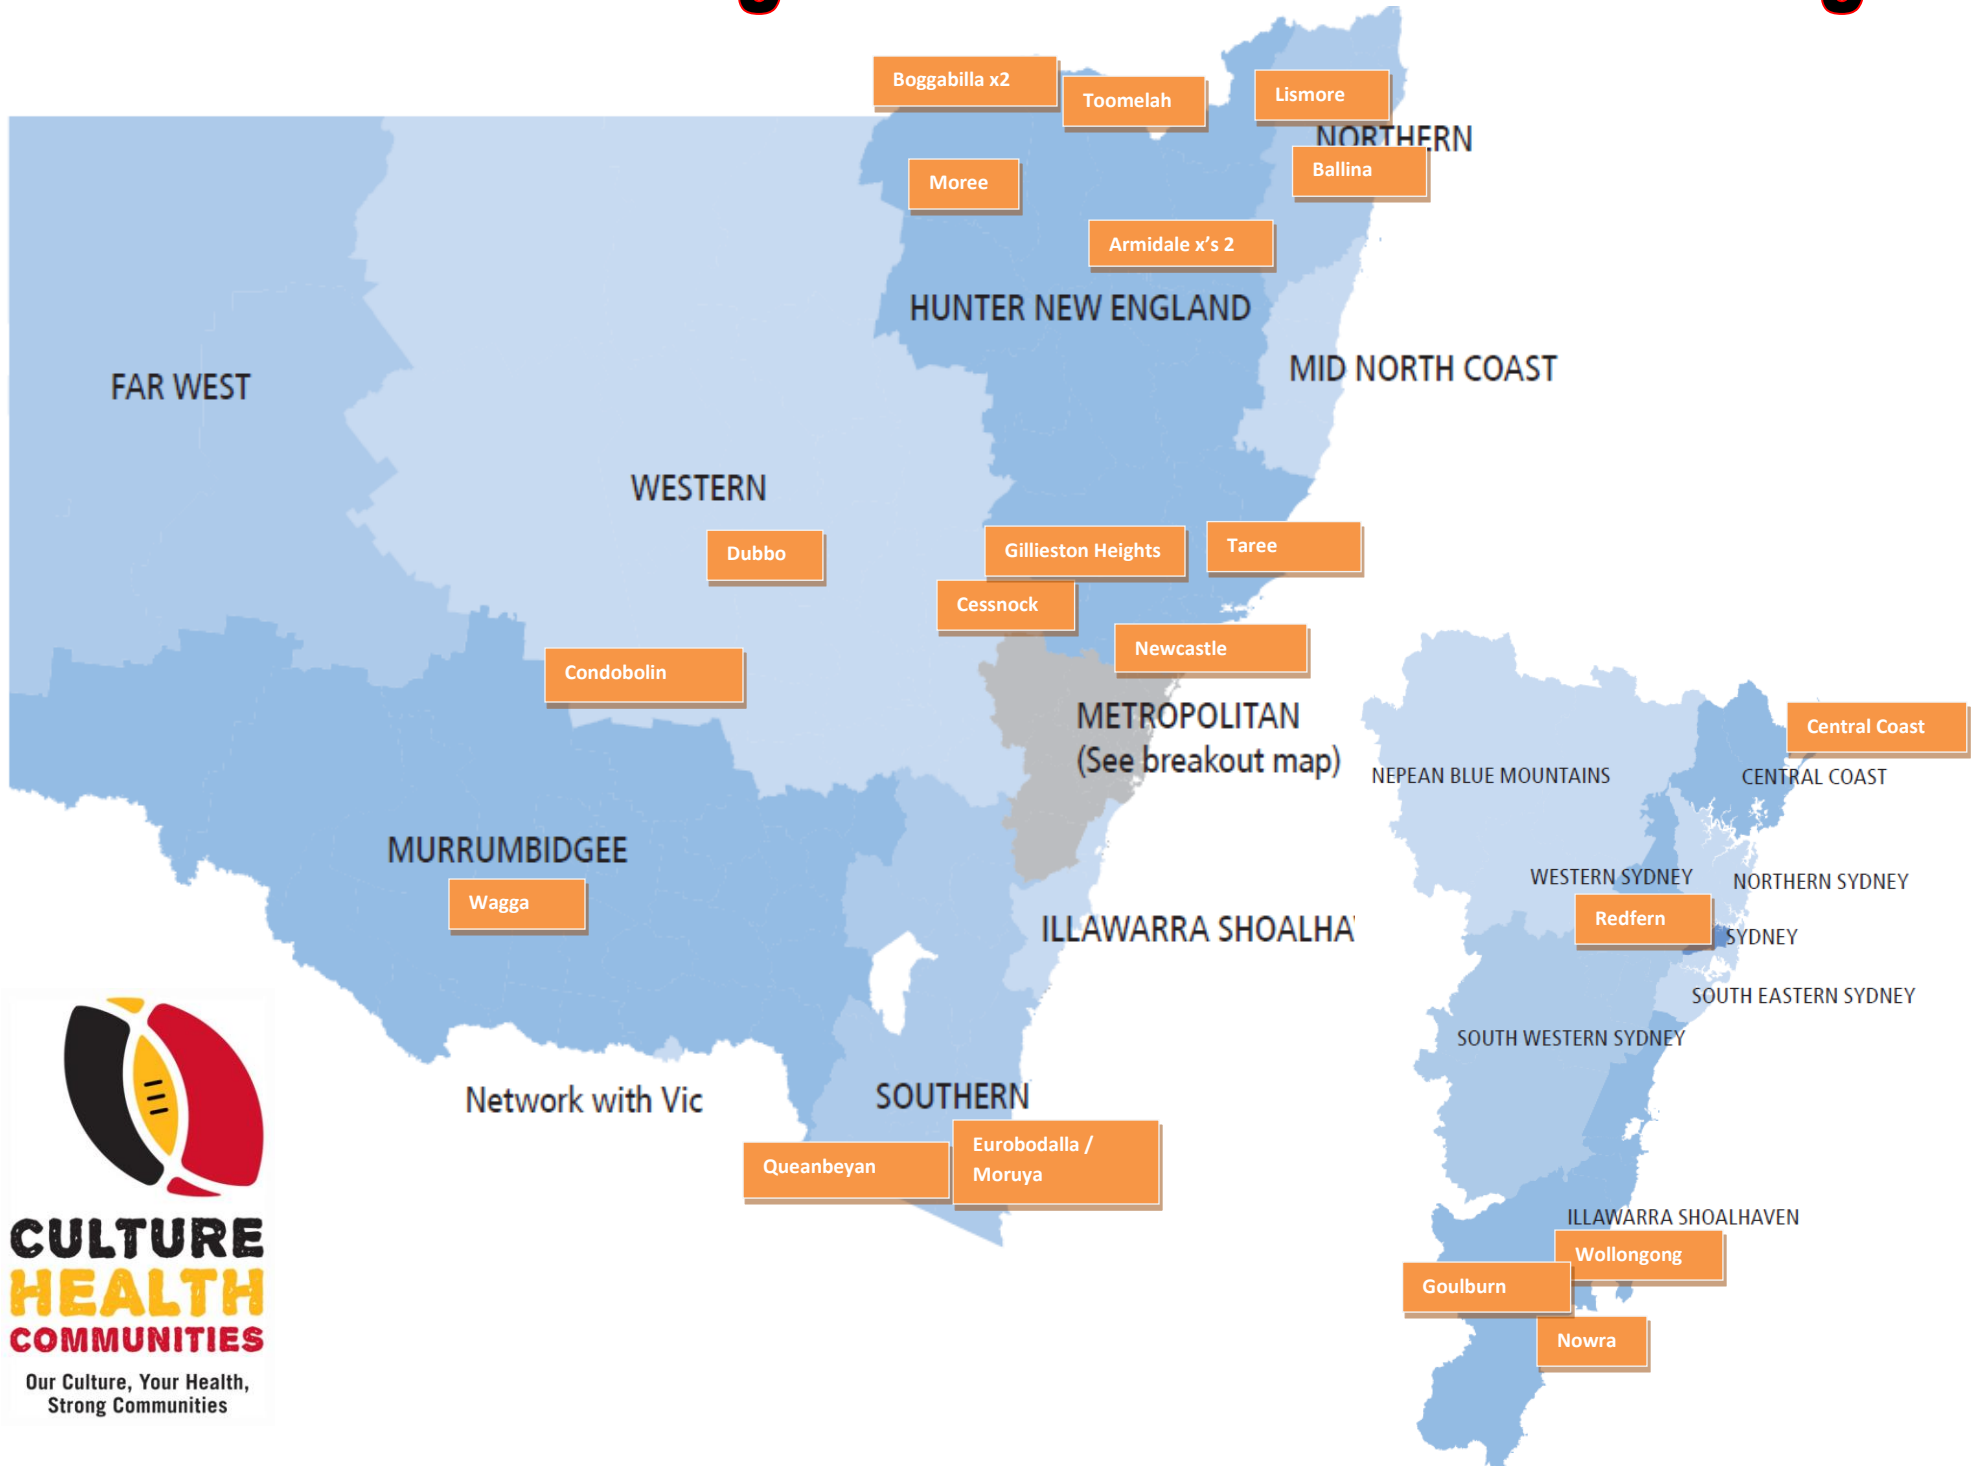 Boggabilla x2
Toomelah
Lismore
NORTHERN
Moree
Ballina
Armidale x's 2
HUNTER NEW ENGLAND
FAR WEST
MID NORTH COAST
WESTERN
Dubbo
Gillieston Heights
Taree
Cessnock
Newcastle
Condobolin
METROPOLITAN
(See breakout map)
Central Coast
NEPEAN BLUE MOUNTAINS
CENTRAL COAST
MURRUMBIDGEE
Wagga
WESTERN SYDNEY
NORTHERN SYDNEY
Redfern
SYDNEY
ILLAWARRA SHOALHA
SOUTH EASTERN SYDNEY
SOUTH WESTERN SYDNEY
Network with Vic
SOUTHERN
Queanbeyan
Eurobodalla /
Moruya
ILLAWARRA SHOALHAVEN
Wollongong
Goulburn
Nowra
CULTURE
HEALTH
COMMUNITIES
Our Culture, Your Health,
Strong Communities